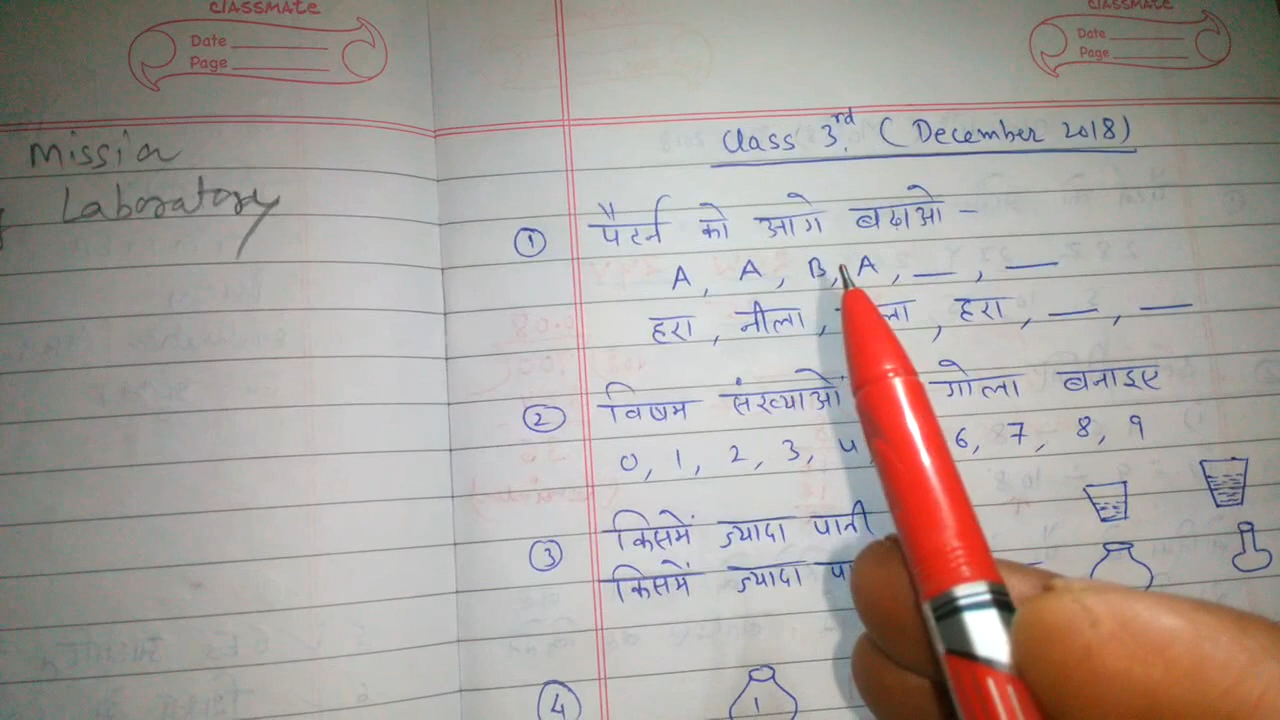 CLASSMATE
Date
Page
Mission
Laboratory
CLASSMATE
Date
Page
Class 3rd. (December 2018)
① पैटर्न को आगे बढ़ाओ -
A, A, B, A, __, __
हरा, नीला, ला, हरा, __, __
② विषम संख्याओं गोला बनाइए
0, 1, 2, 3, 4, 6, 7, 8, 9
③ किसमें ज्यादा पानी
किसमें ज्यादा
④ 1